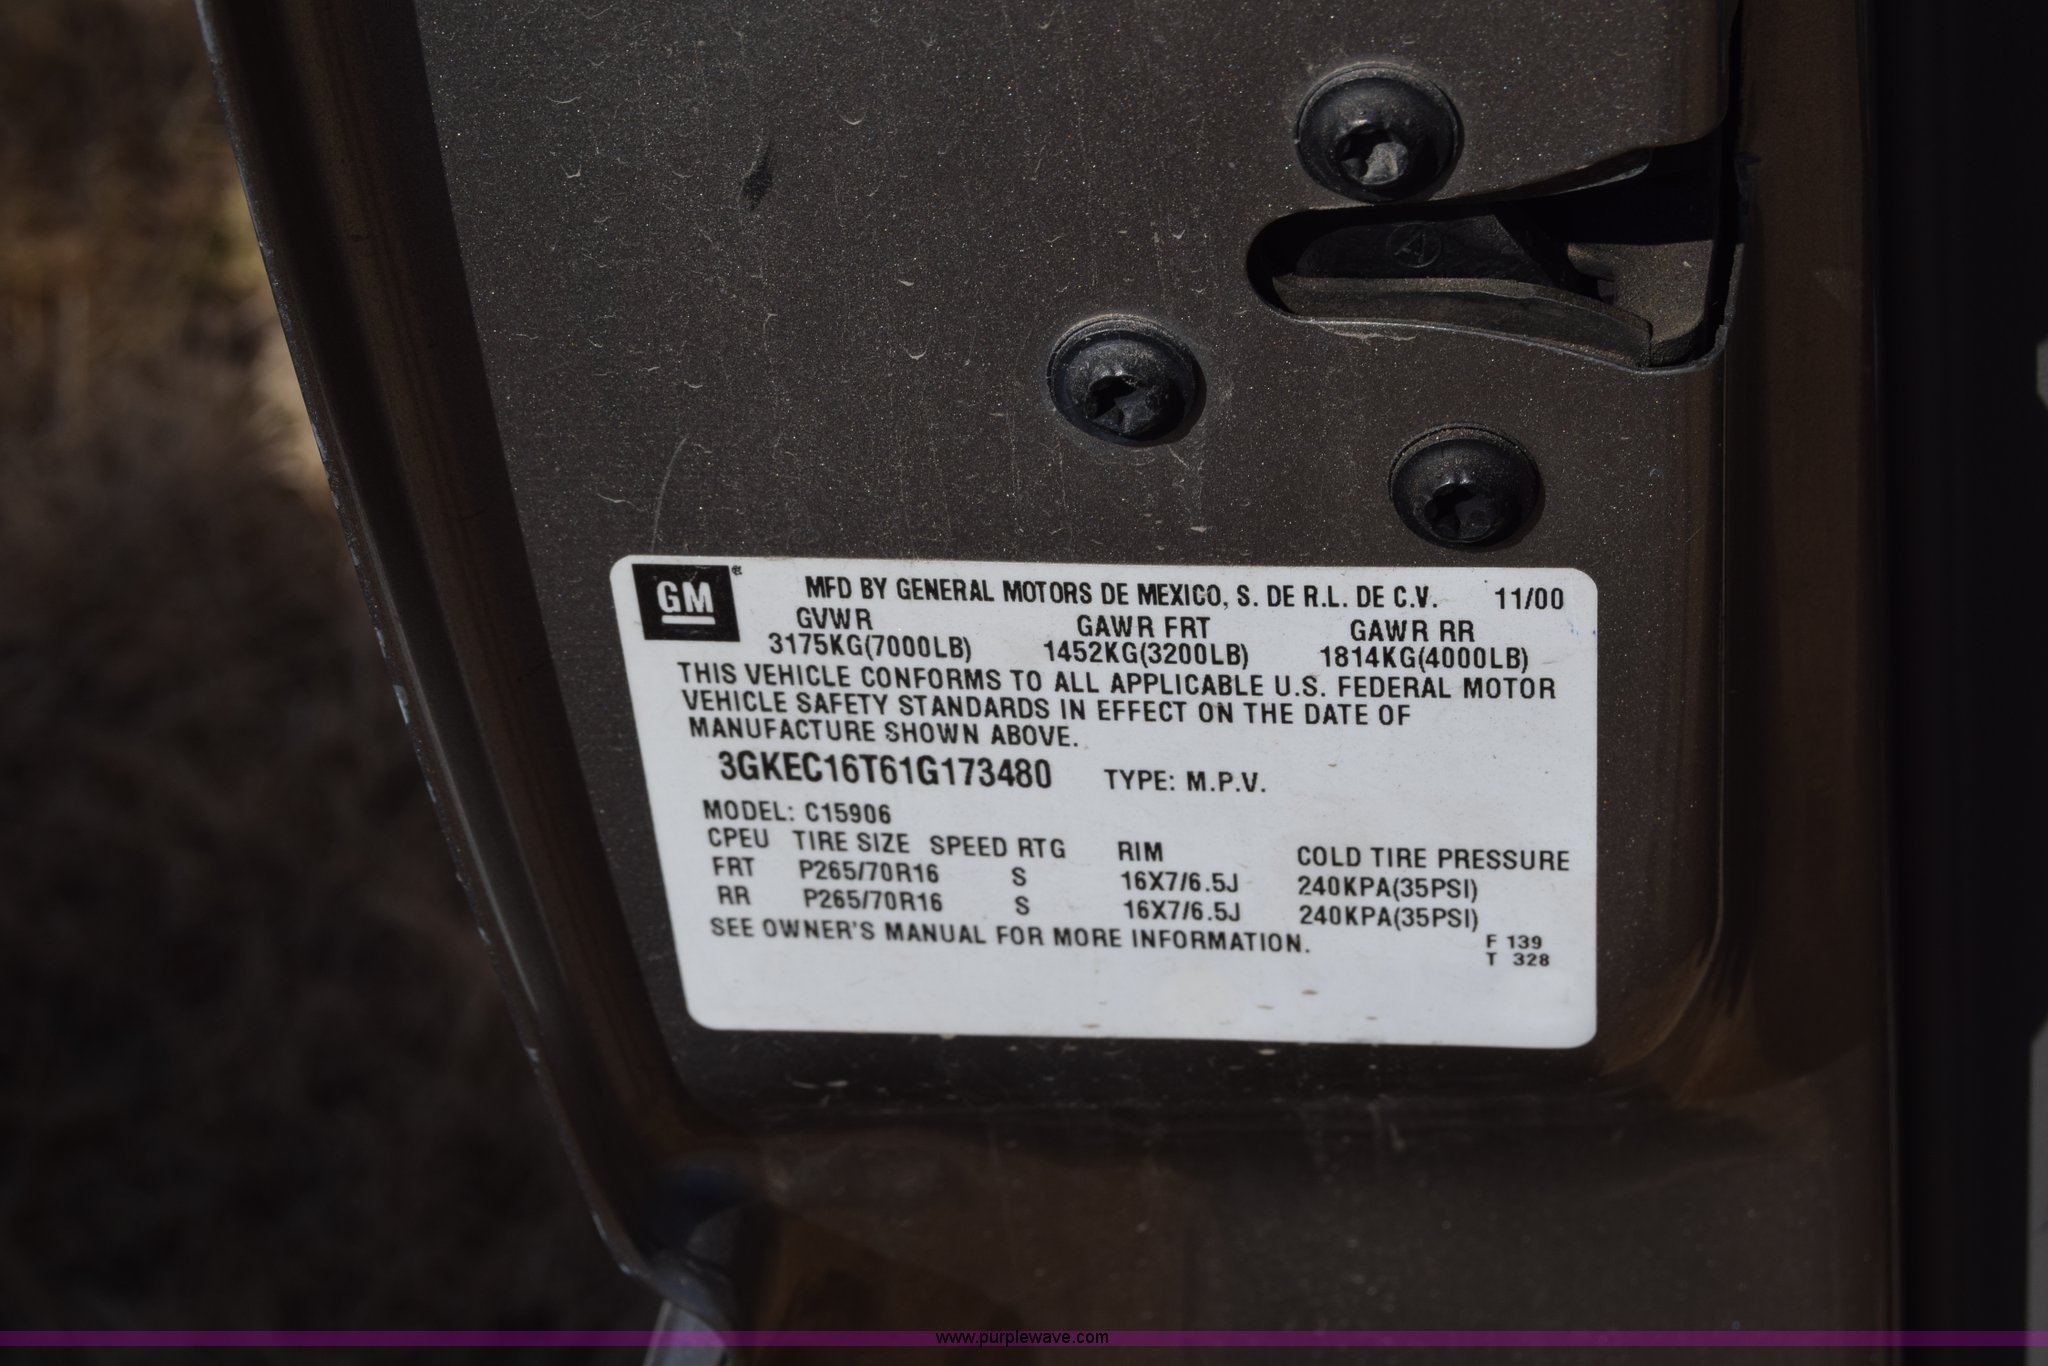 GM
MFD BY GENERAL MOTORS DE MEXICO, S. DE R.L. DE C.V. 11/00
GVWR GAWR FRT GAWR RR
3175KG(7000LB) 1452KG(3200LB) 1814KG(4000LB)
THIS VEHICLE CONFORMS TO ALL APPLICABLE U.S. FEDERAL MOTOR
VEHICLE SAFETY STANDARDS IN EFFECT ON THE DATE OF
MANUFACTURE SHOWN ABOVE.
3GKEC16T61G173480 TYPE: M.P.V.
MODEL: C15906
CPEU TIRE SIZE SPEED RTG RIM COLD TIRE PRESSURE
FRT P265/70R16 S 16X7/6.5J 240KPA(35PSI)
RR P265/70R16 S 16X7/6.5J 240KPA(35PSI)
SEE OWNER'S MANUAL FOR MORE INFORMATION.
F 139
T 328
www.purplewave.com